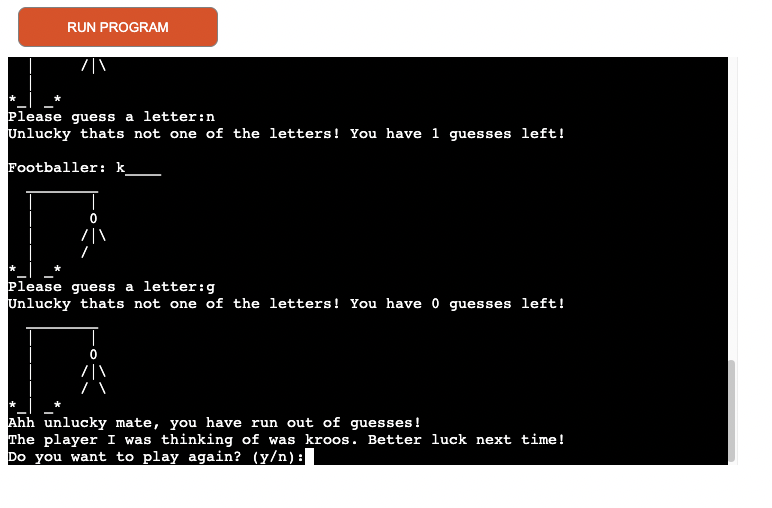 RUN PROGRAM
Please guess a letter:n
Unlucky thats not one of the letters! You have 1 guesses left!
Footballer: k____
Please guess a letter:g
Unlucky thats not one of the letters! You have 0 guesses left!
Ahh unlucky mate, you have run out of guesses!
The player I was thinking of was kroos. Better luck next time!
Do you want to play again? (y/n):